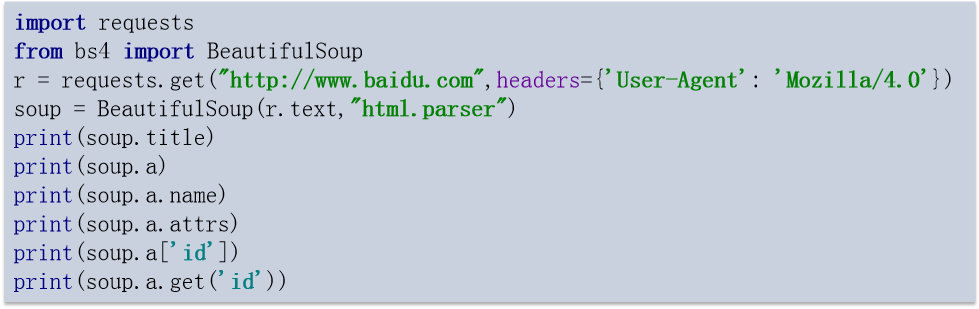 import requests
from bs4 import BeautifulSoup
r = requests.get("http://www.baidu.com",headers={'User-Agent': 'Mozilla/4.0'})
soup = BeautifulSoup(r.text,"html.parser")
print(soup.title)
print(soup.a)
print(soup.a.name)
print(soup.a.attrs)
print(soup.a['id'])
print(soup.a.get('id'))